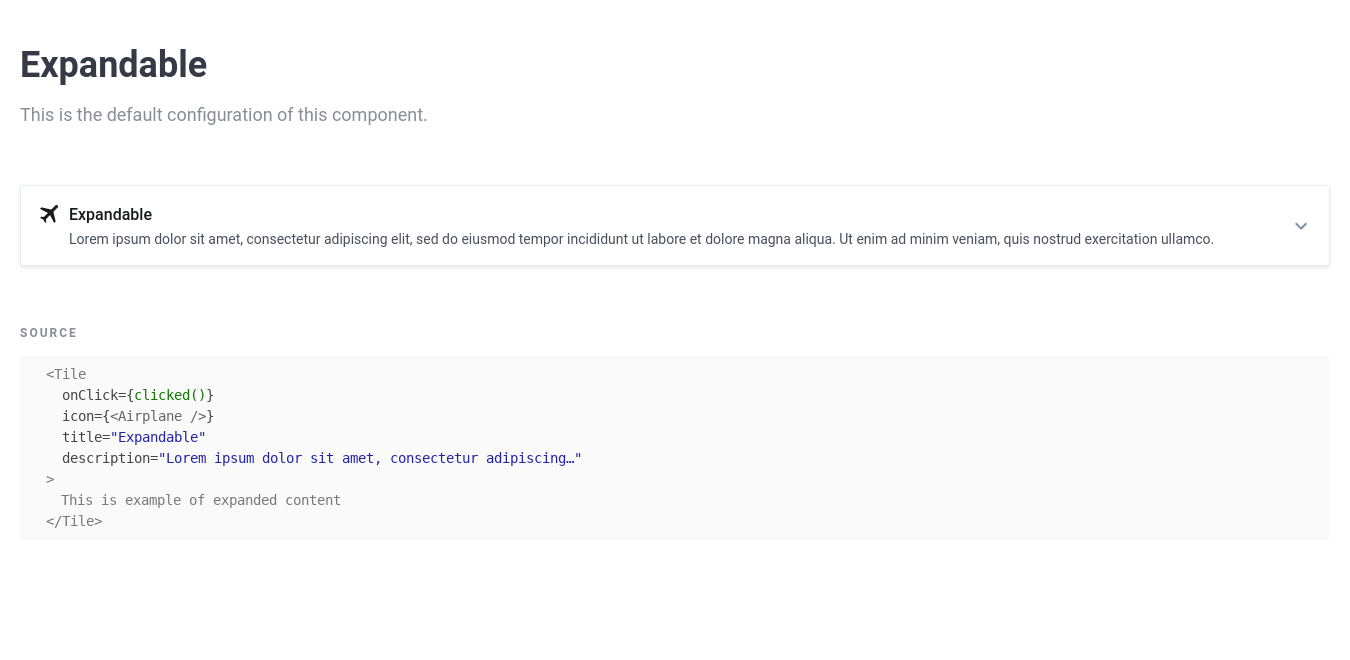 Expandable
This is the default configuration of this component.
Expandable
Lorem ipsum dolor sit amet, consectetur adipiscing elit, sed do eiusmod tempor incididunt ut labore et dolore magna aliqua. Ut enim ad minim veniam, quis nostrud exercitation ullamco.
SOURCE
<Tile
onClick={clicked()}
icon={<Airplane />}
title="Expandable"
description="Lorem ipsum dolor sit amet, consectetur adipiscing…"
>
This is example of expanded content
</Tile>